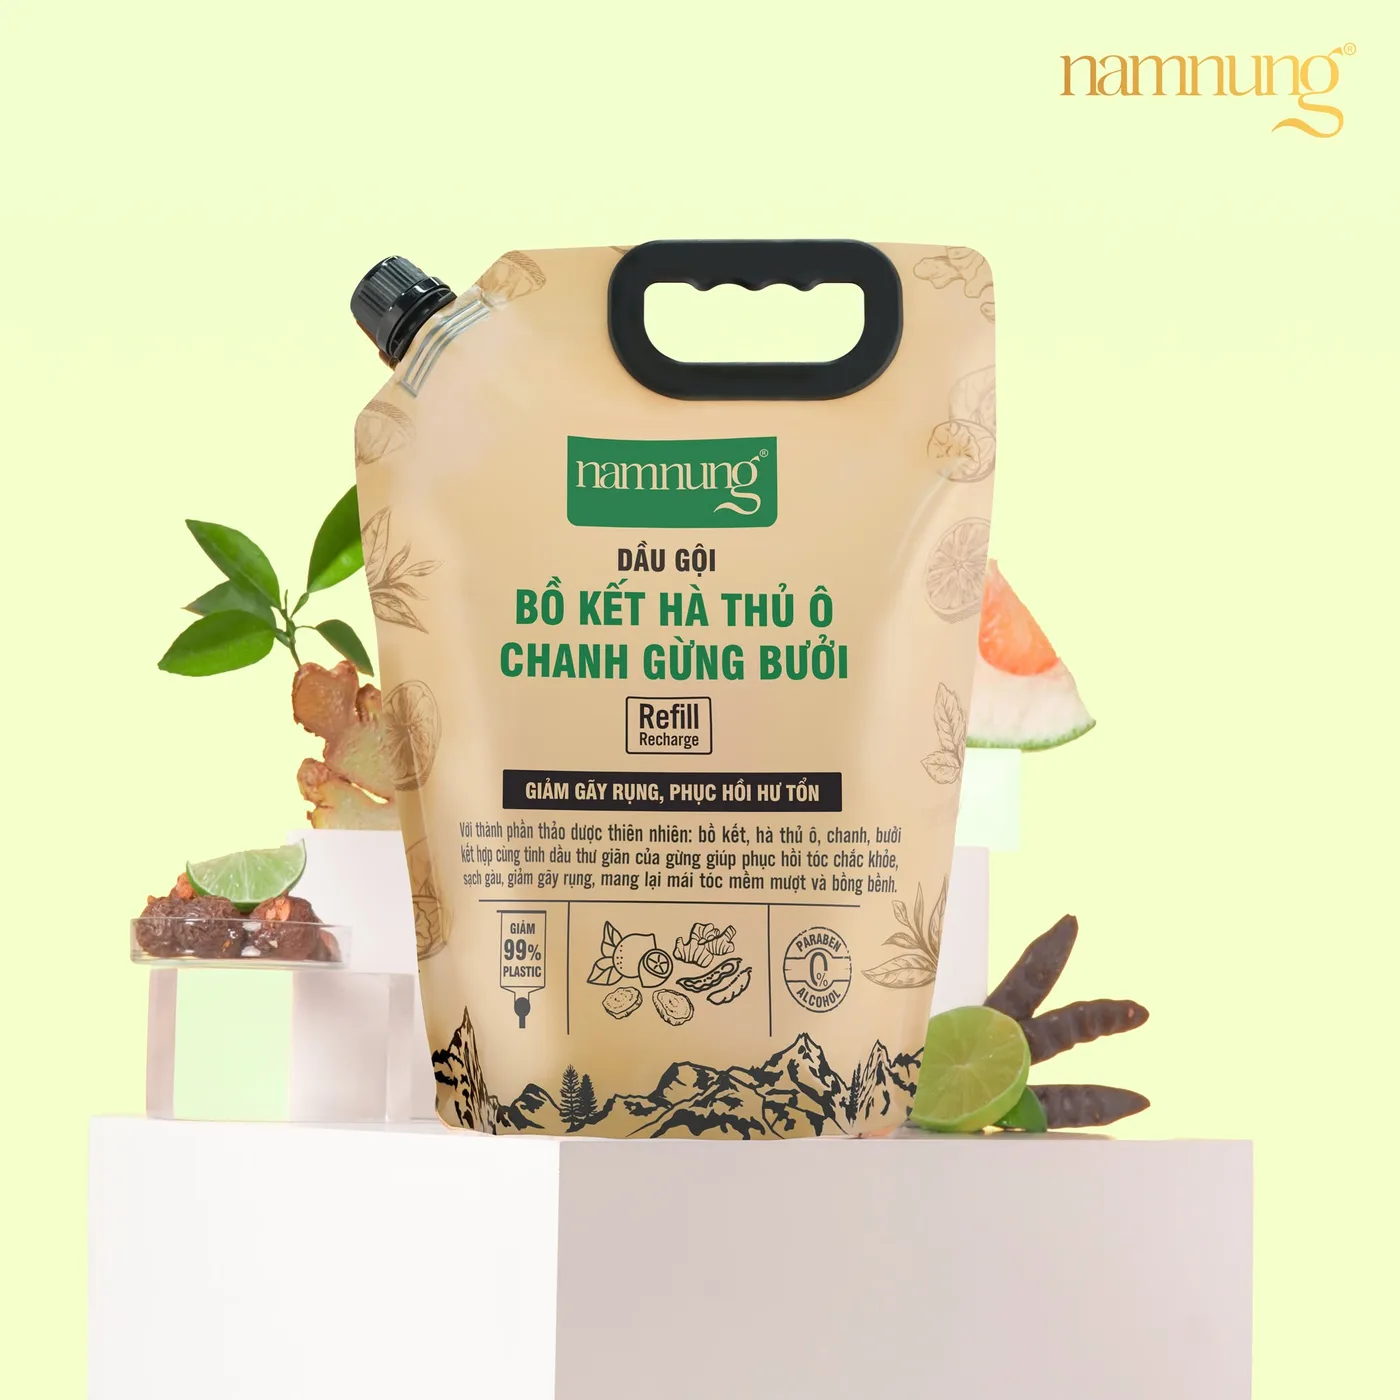 namnung®
namnung®
DẦU GỘI
BỒ KẾT HÀ THỦ Ô
CHANH GỪNG BƯỞI
Refill
Recharge
GIẢM GÃY RỤNG, PHỤC HỒI HƯ TỔN
Với thành phần thảo dược thiên nhiên: bồ kết, hà thủ ô, chanh, bưởi
kết hợp cùng tinh dầu thư giãn của gừng giúp phục hồi tóc chắc khỏe,
sạch gàu, giảm gãy rụng, mang lại mái tóc mềm mượt và bồng bềnh.
GIẢM
99%
PLASTIC
PARABEN
0%
ALCOHOL